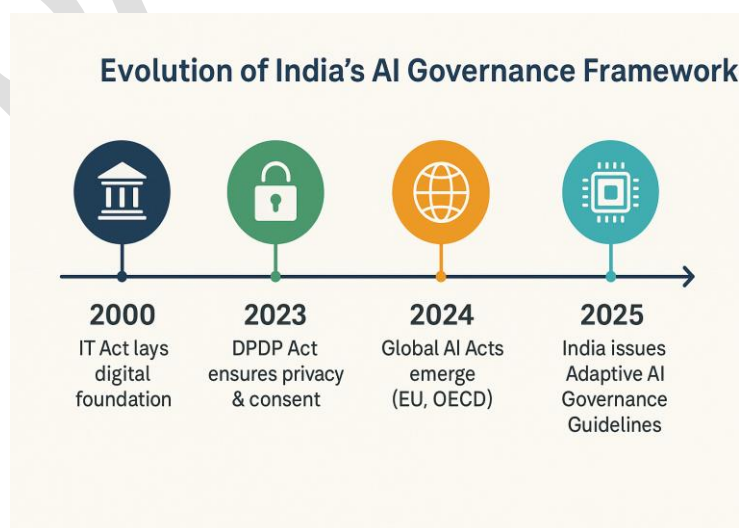 Evolution of India's AI Governance Framework
2000
IT Act lays
digital
foundation
2023
DPDP Act
ensures privacy
& consent
2024
Global AI Acts
emerge
(EU, OECD)
2025
India issues
Adaptive AI
Governance
Guidelines